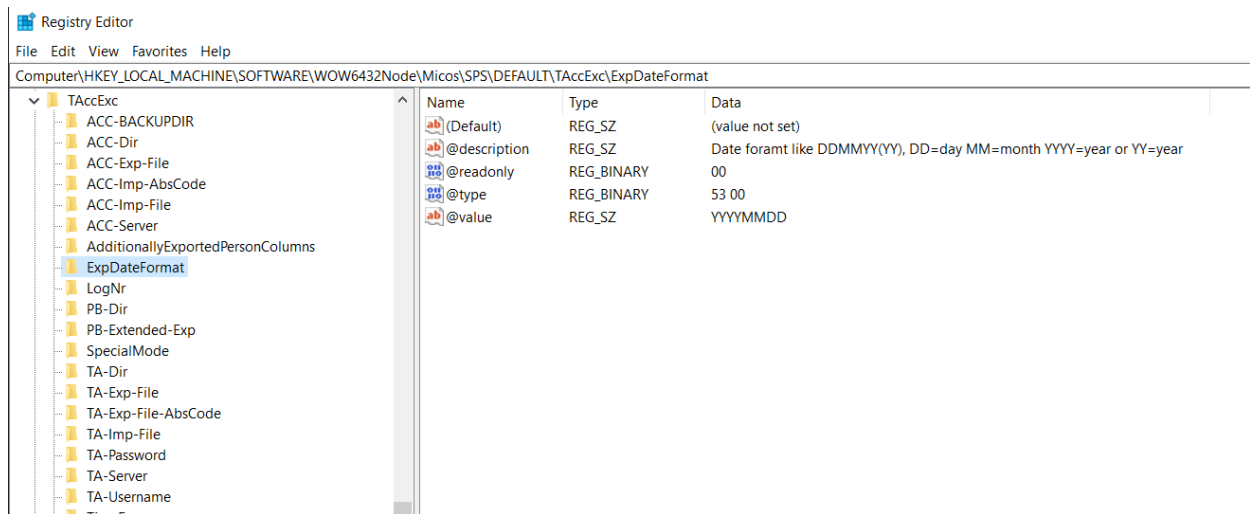 Registry Editor
File Edit View Favorites Help
Computer\HKEY_LOCAL_MACHINE\SOFTWARE\WOW6432Node\Micos\SPS\DEFAULT\TAccExc\ExpDateFormat
TAccExc
ACC-BACKUPDIR
ACC-Dir
ACC-Exp-File
ACC-Imp-AbsCode
ACC-Imp-File
ACC-Server
AdditionallyExportedPersonColumns
ExpDateFormat
LogNr
PB-Dir
PB-Extended-Exp
SpecialMode
TA-Dir
TA-Exp-File
TA-Exp-File-AbsCode
TA-Imp-File
TA-Password
TA-Server
TA-Username
Name Type Data
(Default) REG_SZ (value not set)
@description REG_SZ Date foramt like DDMMYY(YY), DD=day MM=month YYYY=year or YY=year
@readonly REG_BINARY 00
@type REG_BINARY 53 00
@value REG_SZ YYYYMMDD